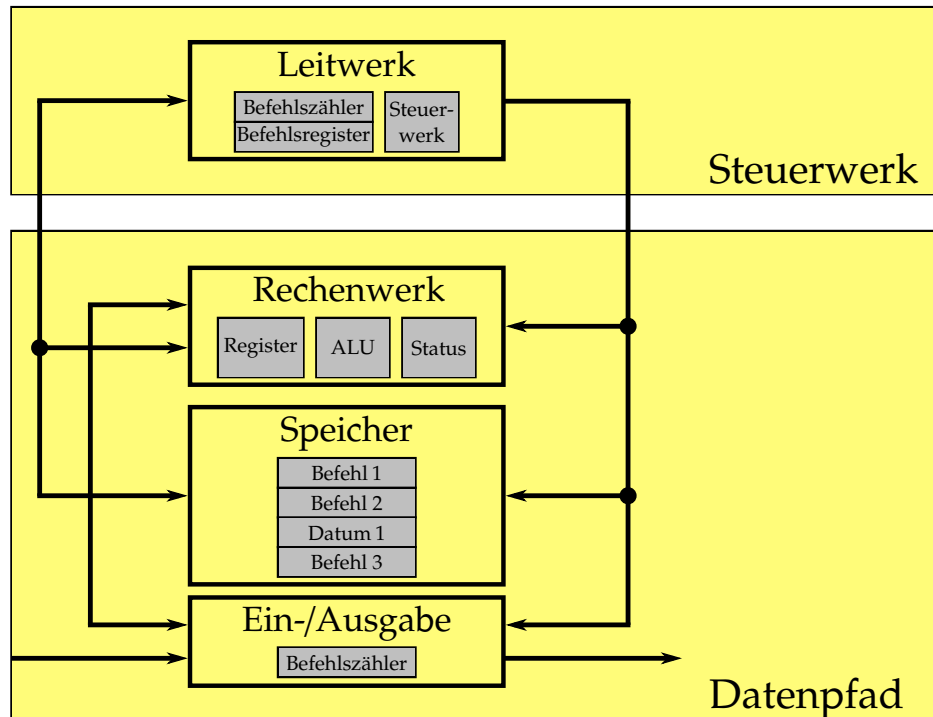 Leitwerk
Befehlszähler
Befehlsregister
Steuer-
werk
Steuerwerk
Rechenwerk
Register
ALU
Status
Speicher
Befehl 1
Befehl 2
Datum 1
Befehl 3
Ein-/Ausgabe
Befehlszähler
Datenpfad